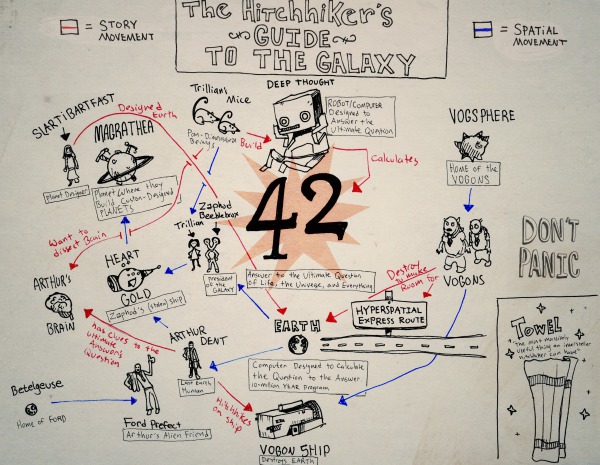 The Hitchhiker's
GUIDE
TO THE GALAXY
= STORY
MOVEMENT
= SPATIAL
MOVEMENT
SLARTIBARTFAST
Designed
Earth
MAGRATHEA
Planet Designer
Planet Where they
Build Custom-Designed
PLANETS
Trillian's
Mice
Pan-Dimensional
Beings
Build
DEEP THOUGHT
ROBOT/COMPUTER
Designed to
Answer the
Ultimate Question
Calculates
42
Answer to the Ultimate Question
of Life, the Universe, and Everything
VOGSPHERE
HOME OF THE
VOGONS
VOGONS
DON'T
PANIC
Zaphod
Beeblebrox
Trillian
President
of the
GALAXY
Want to
dissect Brain
HEART
OF
GOLD
Zaphod's (stolen) ship
ARTHUR'S
BRAIN
has clues to the
ultimate
Answer's
Question
ARTHUR
DENT
Last Earth
Human
Destroy
to make
Room for
HYPERSPATIAL
EXPRESS ROUTE
EARTH
Computer Designed to Calculate
the Question to the Answer
10-million YEAR program
Betelgeuse
Home of FORD
Ford Prefect
Arthur's Alien Friend
Hitchhikes
on ship
VOGON SHIP
Destroys EARTH
TOWEL
"The most massively
useful thing an interstellar
hitchhiker can have"